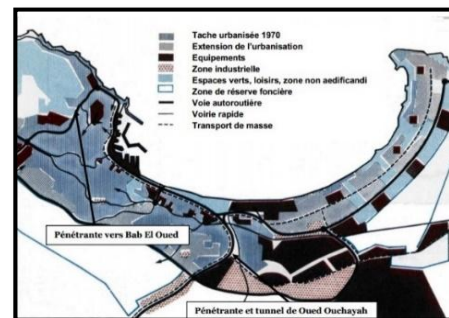 Tache urbanisée 1970
Extension de l'urbanisation
Equipements
Zone industrielle
Espaces verts, loisirs, zone non aedificandi
Zone de réserve foncière
Voie autoroutière
Voirie rapide
Transport de masse
Pénétrante vers Bab El Oued
Pénétrante et tunnel de Oued Ouchayah